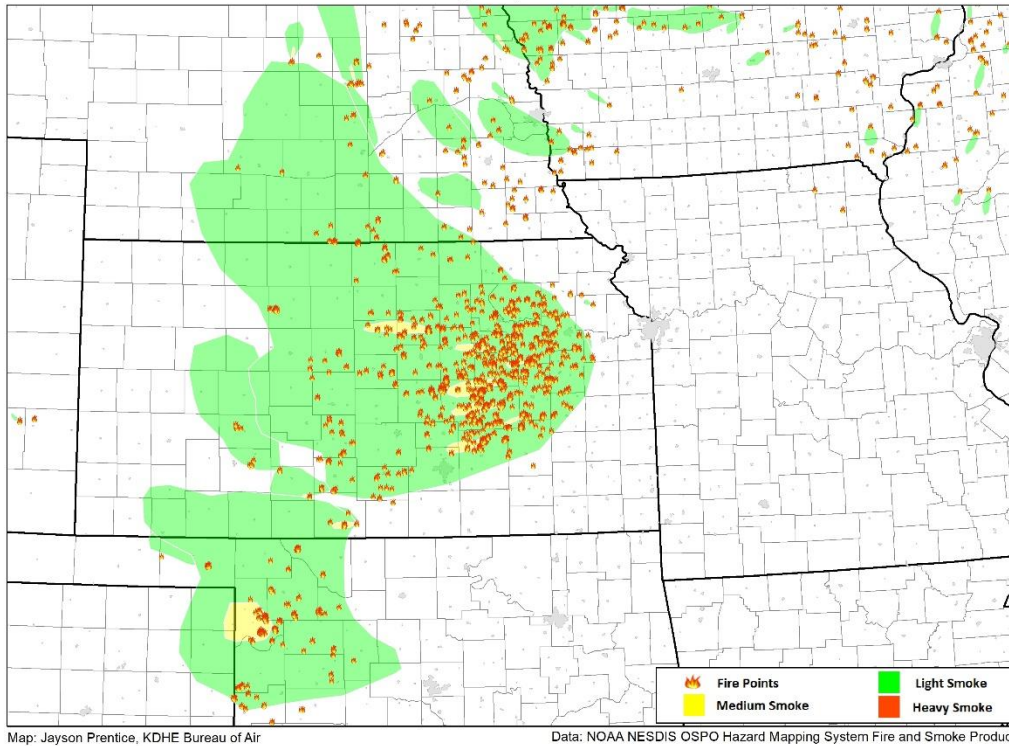 Fire Points
Light Smoke
Medium Smoke
Heavy Smoke
Map: Jayson Prentice, KDHE Bureau of Air
Data: NOAA NESDIS OSPO Hazard Mapping System Fire and Smoke Produc